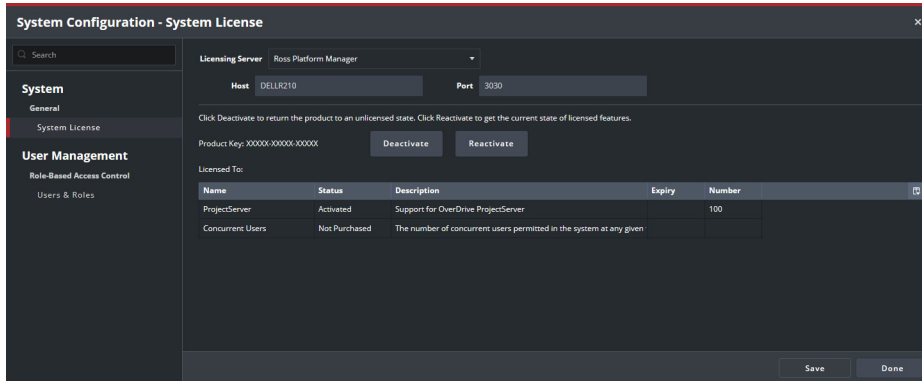 System Configuration - System License
Search
System
General
System License
User Management
Role-Based Access Control
Users & Roles
Licensing Server Ross Platform Manager
Host DELLR210 Port 3030
Click Deactivate to return the product to an unlicensed state. Click Reactivate to get the current state of licensed features.
Product Key: XXXXX-XXXXX-XXXXX Deactivate Reactivate
Licensed To:
Name Status Description Expiry Number
ProjectServer Activated Support for OverDrive ProjectServer 100
Concurrent Users Not Purchased The number of concurrent users permitted in the system at any given
Save Done